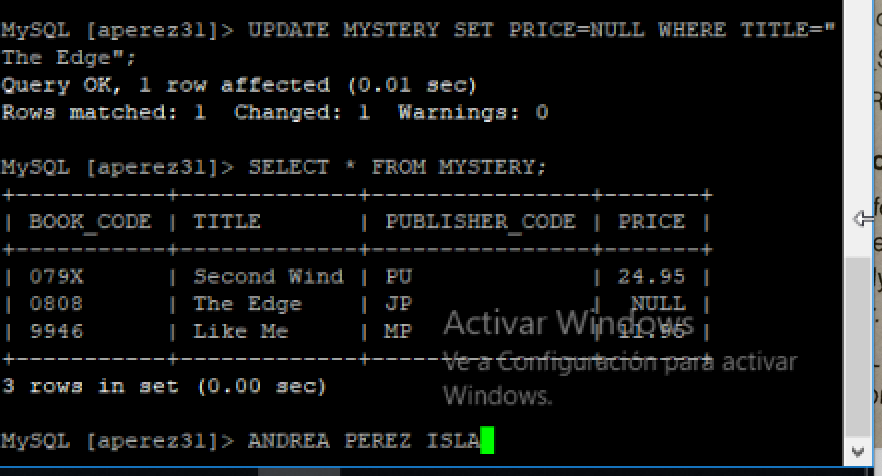 MySQL [aperez31]> UPDATE MYSTERY SET PRICE=NULL WHERE TITLE="
The Edge";
Query OK, 1 row affected (0.01 sec)
Rows matched: 1  Changed: 1  Warnings: 0
MySQL [aperez31]> SELECT * FROM MYSTERY;
+-----------+-------------+----------------+-------+
| BOOK_CODE | TITLE       | PUBLISHER_CODE | PRICE |
+-----------+-------------+----------------+-------+
| 079X      | Second Wind | PU             | 24.95 |
| 0808      | The Edge    | JP             |  NULL |
| 9946      | Like Me     | MP             | 11.95 |
+-----------+-------------+----------------+-------+
3 rows in set (0.00 sec)
MySQL [aperez31]> ANDREA PEREZ ISLA
Activar Windows
Ve a Configuración para activar
Windows.